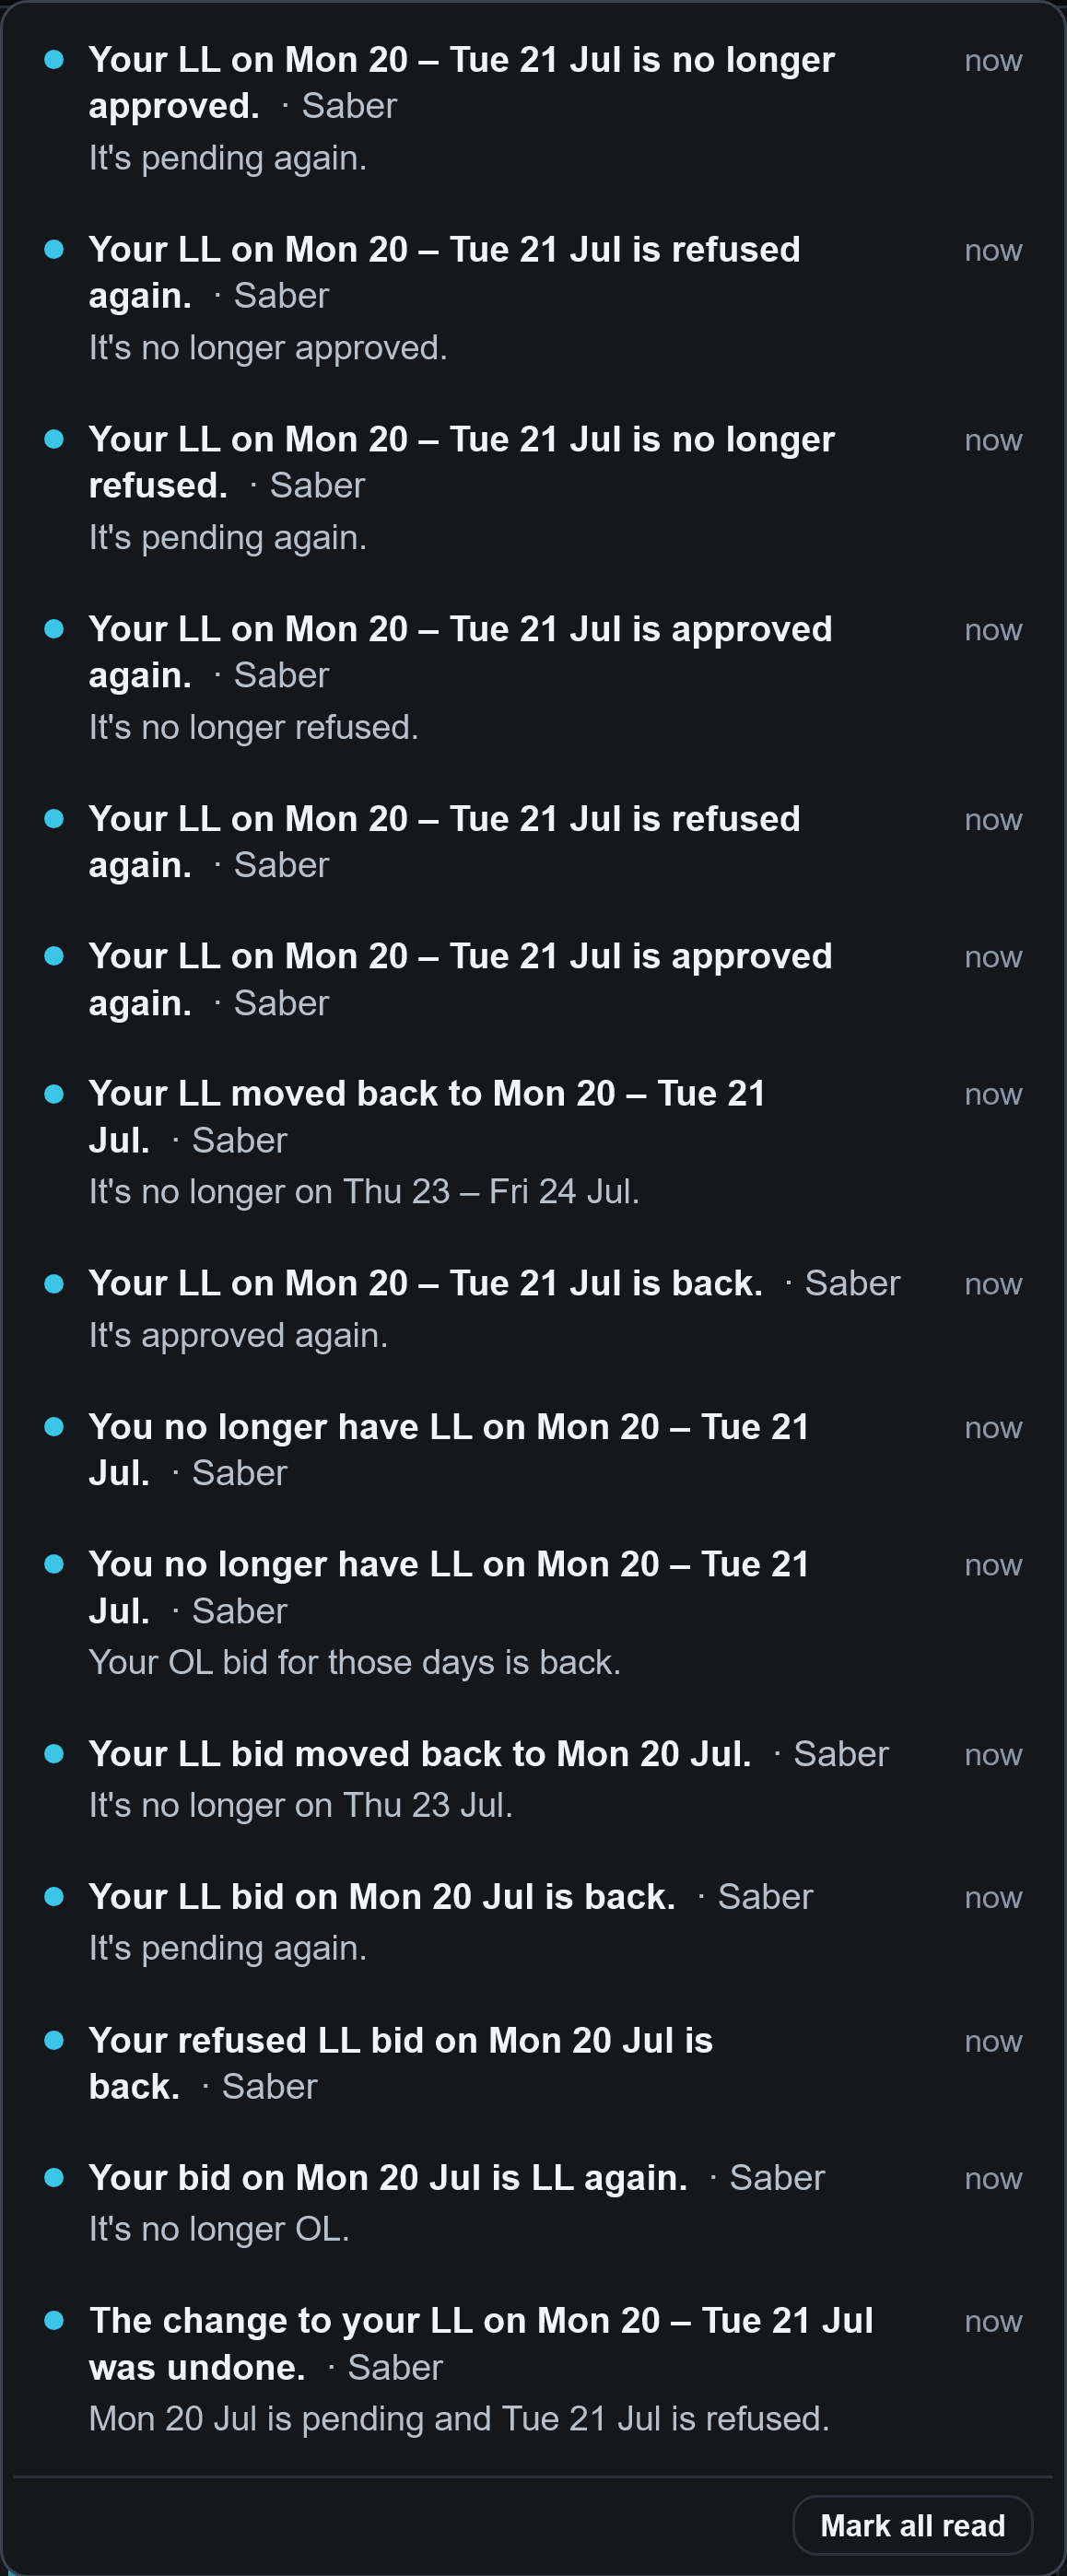 Your LL on Mon 20 – Tue 21 Jul is no longer now
approved. · Saber
It's pending again.
Your LL on Mon 20 – Tue 21 Jul is refused now
again. · Saber
It's no longer approved.
Your LL on Mon 20 – Tue 21 Jul is no longer now
refused. · Saber
It's pending again.
Your LL on Mon 20 – Tue 21 Jul is approved now
again. · Saber
It's no longer refused.
Your LL on Mon 20 – Tue 21 Jul is refused now
again. · Saber
Your LL on Mon 20 – Tue 21 Jul is approved now
again. · Saber
Your LL moved back to Mon 20 – Tue 21 now
Jul. · Saber
It's no longer on Thu 23 – Fri 24 Jul.
Your LL on Mon 20 – Tue 21 Jul is back. · Saber now
It's approved again.
You no longer have LL on Mon 20 – Tue 21 now
Jul. · Saber
You no longer have LL on Mon 20 – Tue 21 now
Jul. · Saber
Your OL bid for those days is back.
Your LL bid moved back to Mon 20 Jul. · Saber now
It's no longer on Thu 23 Jul.
Your LL bid on Mon 20 Jul is back. · Saber now
It's pending again.
Your refused LL bid on Mon 20 Jul is now
back. · Saber
Your bid on Mon 20 Jul is LL again. · Saber now
It's no longer OL.
The change to your LL on Mon 20 – Tue 21 Jul now
was undone. · Saber
Mon 20 Jul is pending and Tue 21 Jul is refused.
Mark all read